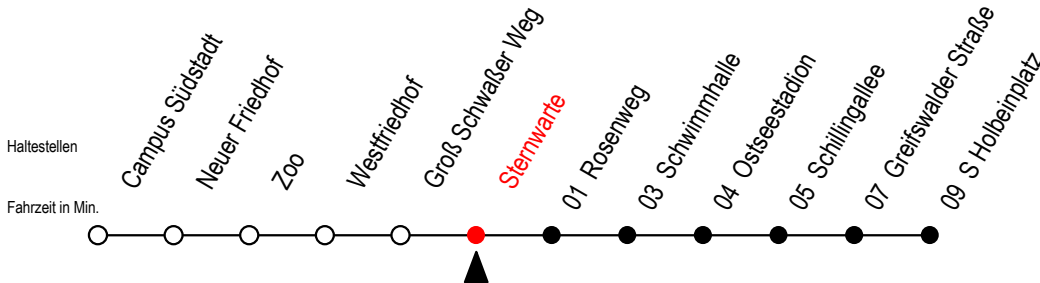 Haltestellen
Fahrzeit in Min.
Campus Südstadt
Neuer Friedhof
Zoo
Westfriedhof
Groß Schwaßer Weg
Sternwarte
01 Rosenweg
03 Schwimmhalle
04 Ostseestadion
05 Schillingallee
07 Greifswalder Straße
09 S Holbeinplatz